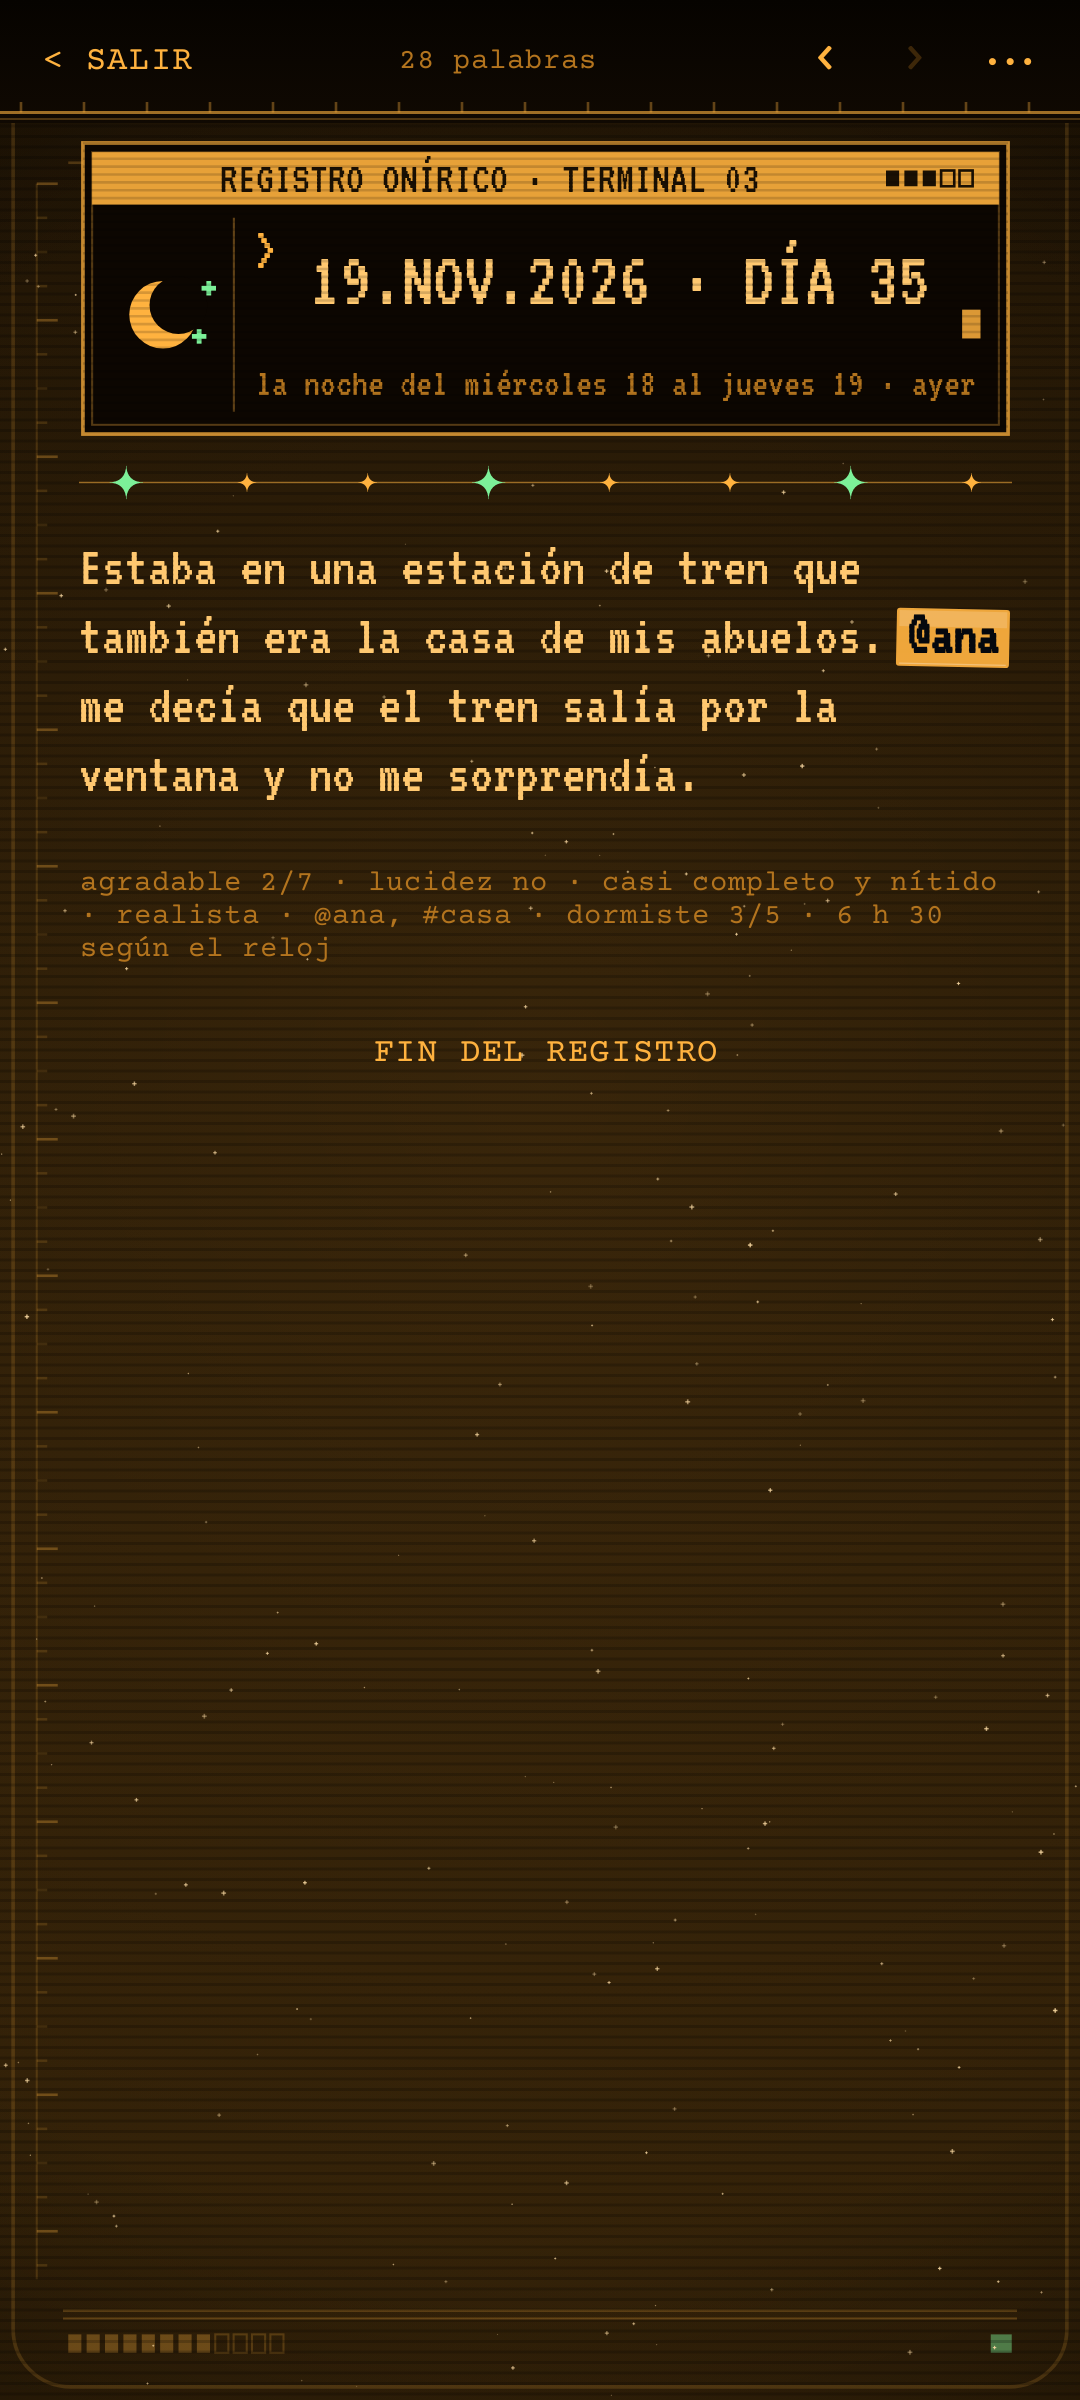 < SALIR 28 palabras
REGISTRO ONÍRICO · TERMINAL 03
19.NOV.2026 · DÍA 35
la noche del miércoles 18 al jueves 19 · ayer
Estaba en una estación de tren que
también era la casa de mis abuelos. @ana
me decía que el tren salía por la
ventana y no me sorprendía.
agradable 2/7 · lucidez no · casi completo y nítido
· realista · @ana, #casa · dormiste 3/5 · 6 h 30
según el reloj
FIN DEL REGISTRO